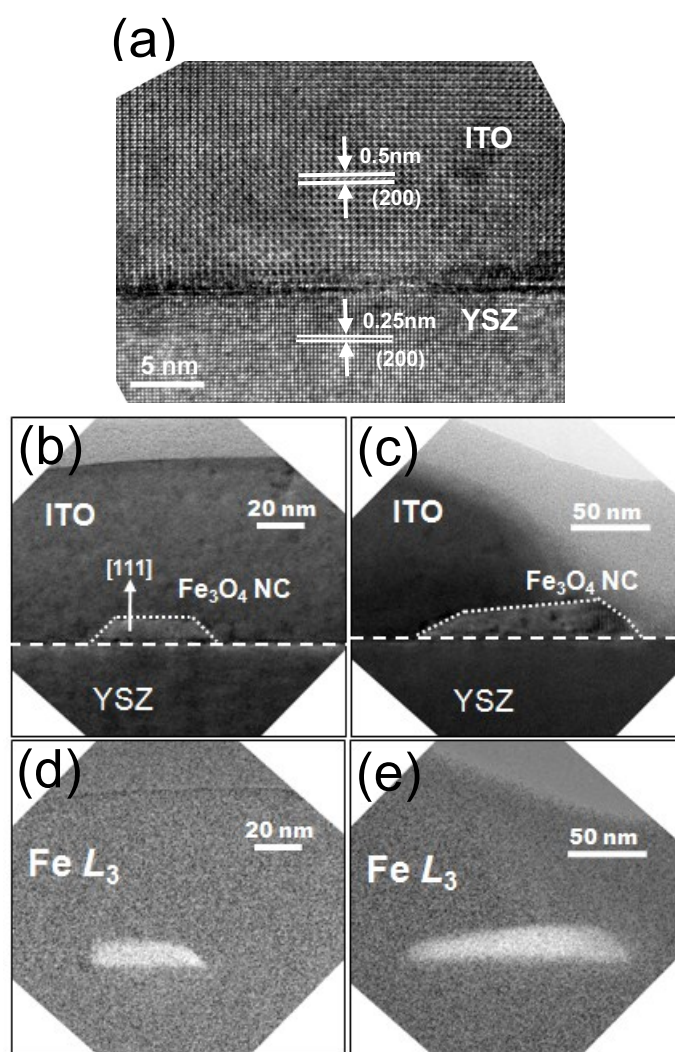 (a)
ITO
0.5nm
(200)
YSZ
0.25nm
(200)
5 nm
(b)
ITO
20 nm
[111]
Fe₃O₄ NC
YSZ
(c)
ITO
50 nm
Fe₃O₄ NC
YSZ
(d)
20 nm
Fe L₃
(e)
50 nm
Fe L₃